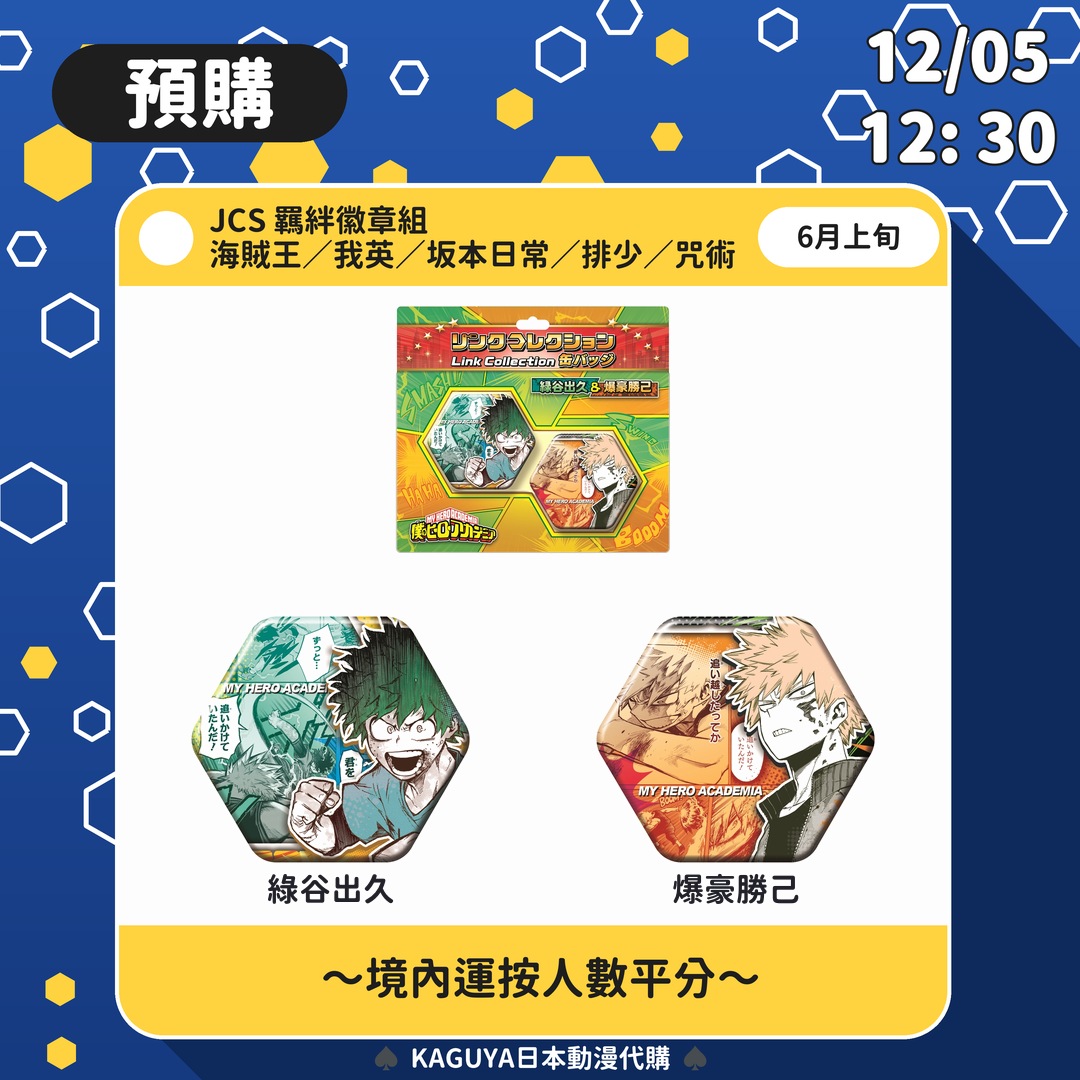 預購
12/05
12: 30
JCS 羈絆徽章組
海賊王／我英／坂本日常／排少／咒術
6月上旬
リンクコレクション
Link Collection 缶バッジ
緑谷出久 & 爆豪勝己
SMASH!!
HAHA
BOOOM
MY HERO ACADEMIA
僕のヒーローアカデミア
ずっと…
MY HERO ACADE
追いかけて
いたんだ！
君を
追い越したってか
追いかけて
いたんだ！
MY HERO ACADEMIA
綠谷出久
爆豪勝己
～境內運按人數平分～
KAGUYA日本動漫代購